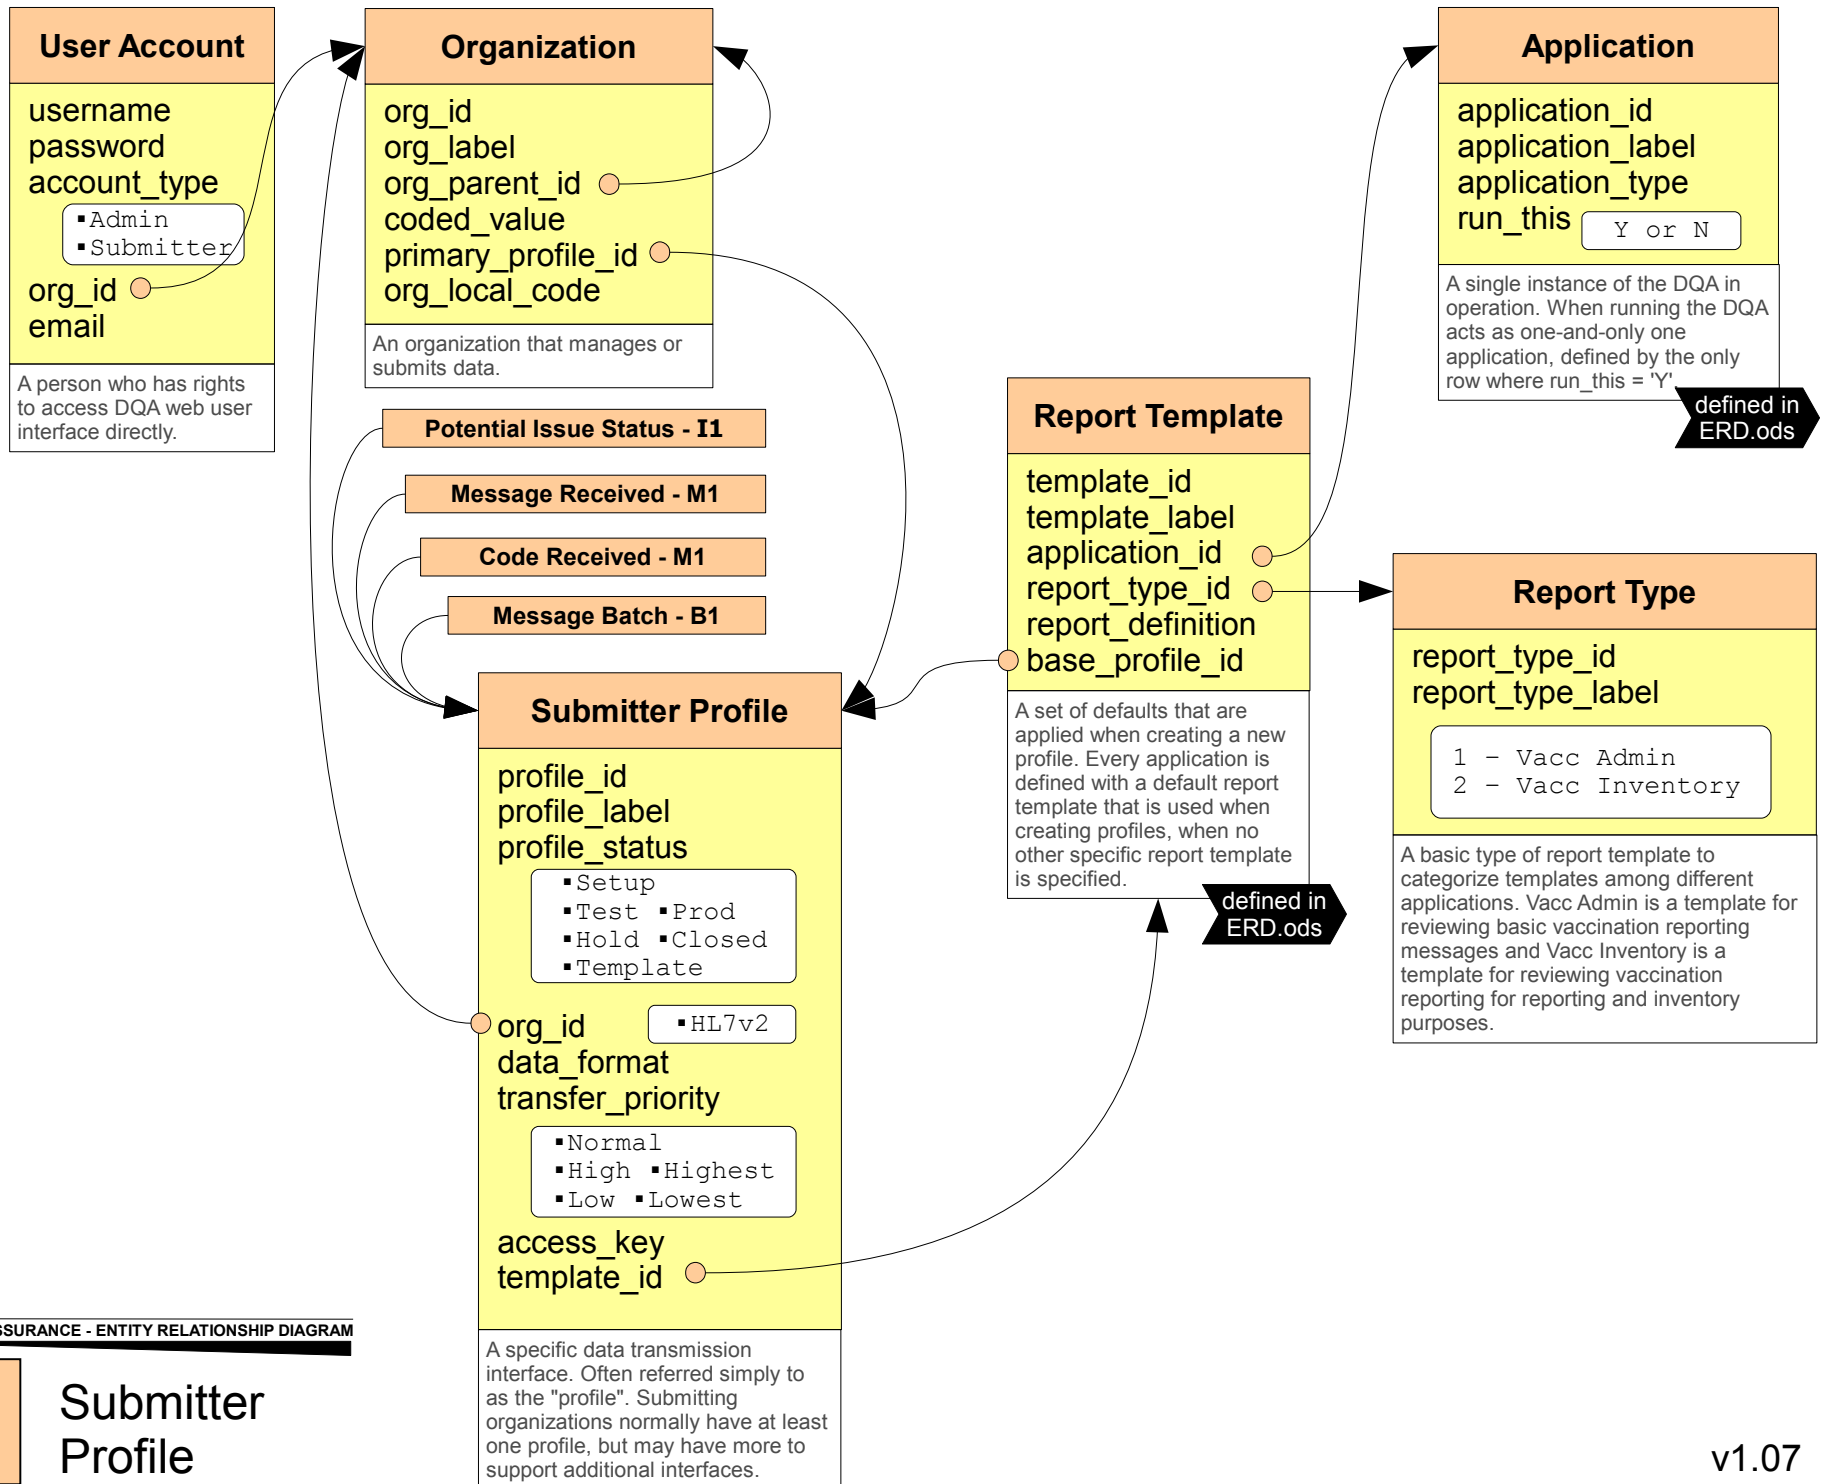 User Account
username
password
account_type
▪Admin
▪Submitter
org_id
email
A person who has rights
to access DQA web user
interface directly.
Organization
org_id
org_label
org_parent_id
coded_value
primary_profile_id
org_local_code
An organization that manages or
submits data.
Potential Issue Status - I1
Message Received - M1
Code Received - M1
Message Batch - B1
Submitter Profile
profile_id
profile_label
profile_status
▪Setup
▪Test ▪Prod
▪Hold ▪Closed
▪Template
org_id
▪HL7v2
data_format
transfer_priority
▪Normal
▪High ▪Highest
▪Low ▪Lowest
access_key
template_id
A specific data transmission
interface. Often referred simply to
as the "profile". Submitting
organizations normally have at least
one profile, but may have more to
support additional interfaces.
Report Template
template_id
template_label
application_id
report_type_id
report_definition
base_profile_id
A set of defaults that are
applied when creating a new
profile. Every application is
defined with a default report
template that is used when
creating profiles, when no
other specific report template
is specified.
defined in
ERD.ods
Application
application_id
application_label
application_type
run_this
Y or N
A single instance of the DQA in
operation. When running the DQA
acts as one-and-only one
application, defined by the only
row where run_this = 'Y'
defined in
ERD.ods
Report Type
report_type_id
report_type_label
1 – Vacc Admin
2 – Vacc Inventory
A basic type of report template to
categorize templates among different
applications. Vacc Admin is a template for
reviewing basic vaccination reporting
messages and Vacc Inventory is a
template for reviewing vaccination
reporting for reporting and inventory
purposes.
SSURANCE - ENTITY RELATIONSHIP DIAGRAM
Submitter
Profile
v1.07